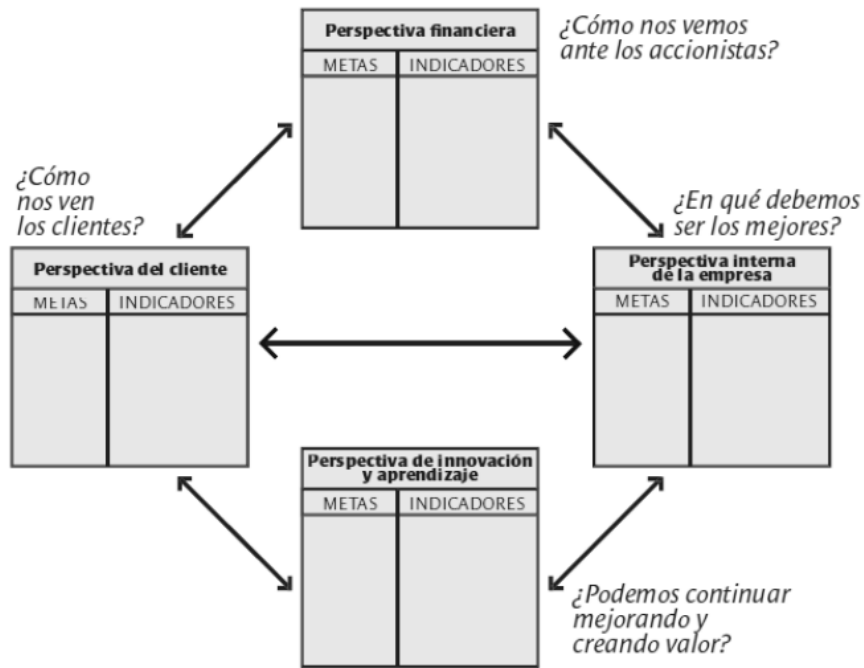 Perspectiva financiera
METAS INDICADORES
¿Cómo nos vemos
ante los accionistas?
¿Cómo
nos ven
los clientes?
Perspectiva del cliente
METAS INDICADORES
¿En qué debemos
ser los mejores?
Perspectiva interna
de la empresa
METAS INDICADORES
Perspectiva de innovación
y aprendizaje
METAS INDICADORES
¿Podemos continuar
mejorando y
creando valor?